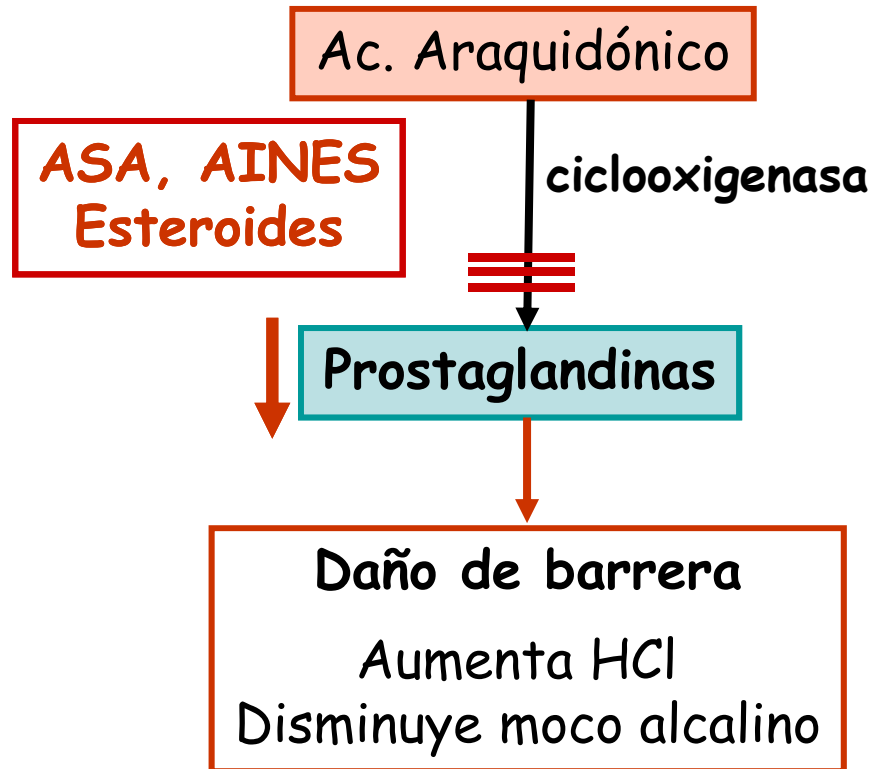 Ac. Araquidónico
ASA, AINES
Esteroides
ciclooxigenasa
Prostaglandinas
Daño de barrera
Aumenta HCl
Disminuye moco alcalino